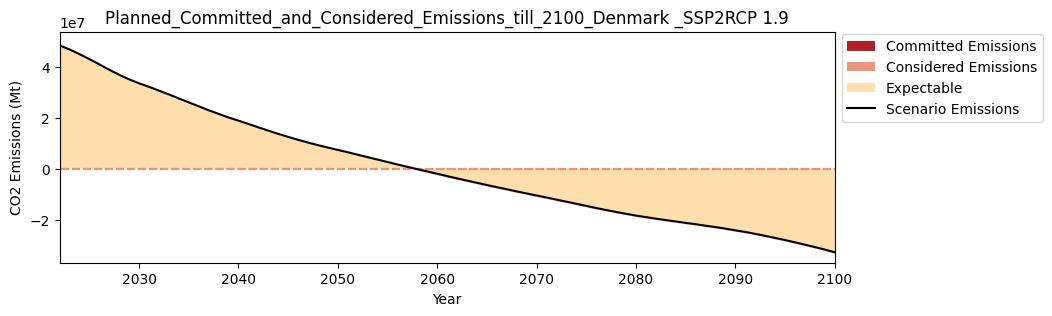 Planned_Committed_and_Considered_Emissions_till_2100_Denmark _SSP2RCP 1.9
1e7
4
2
0
−2
CO2 Emissions (Mt)
2030 2040 2050 2060 2070 2080 2090 2100
Year
Committed Emissions
Considered Emissions
Expectable
Scenario Emissions